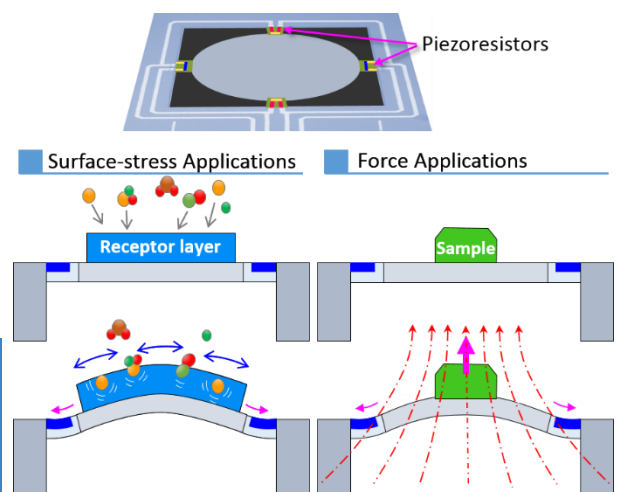 Piezoresistors
Surface-stress Applications
Force Applications
Receptor layer
Sample